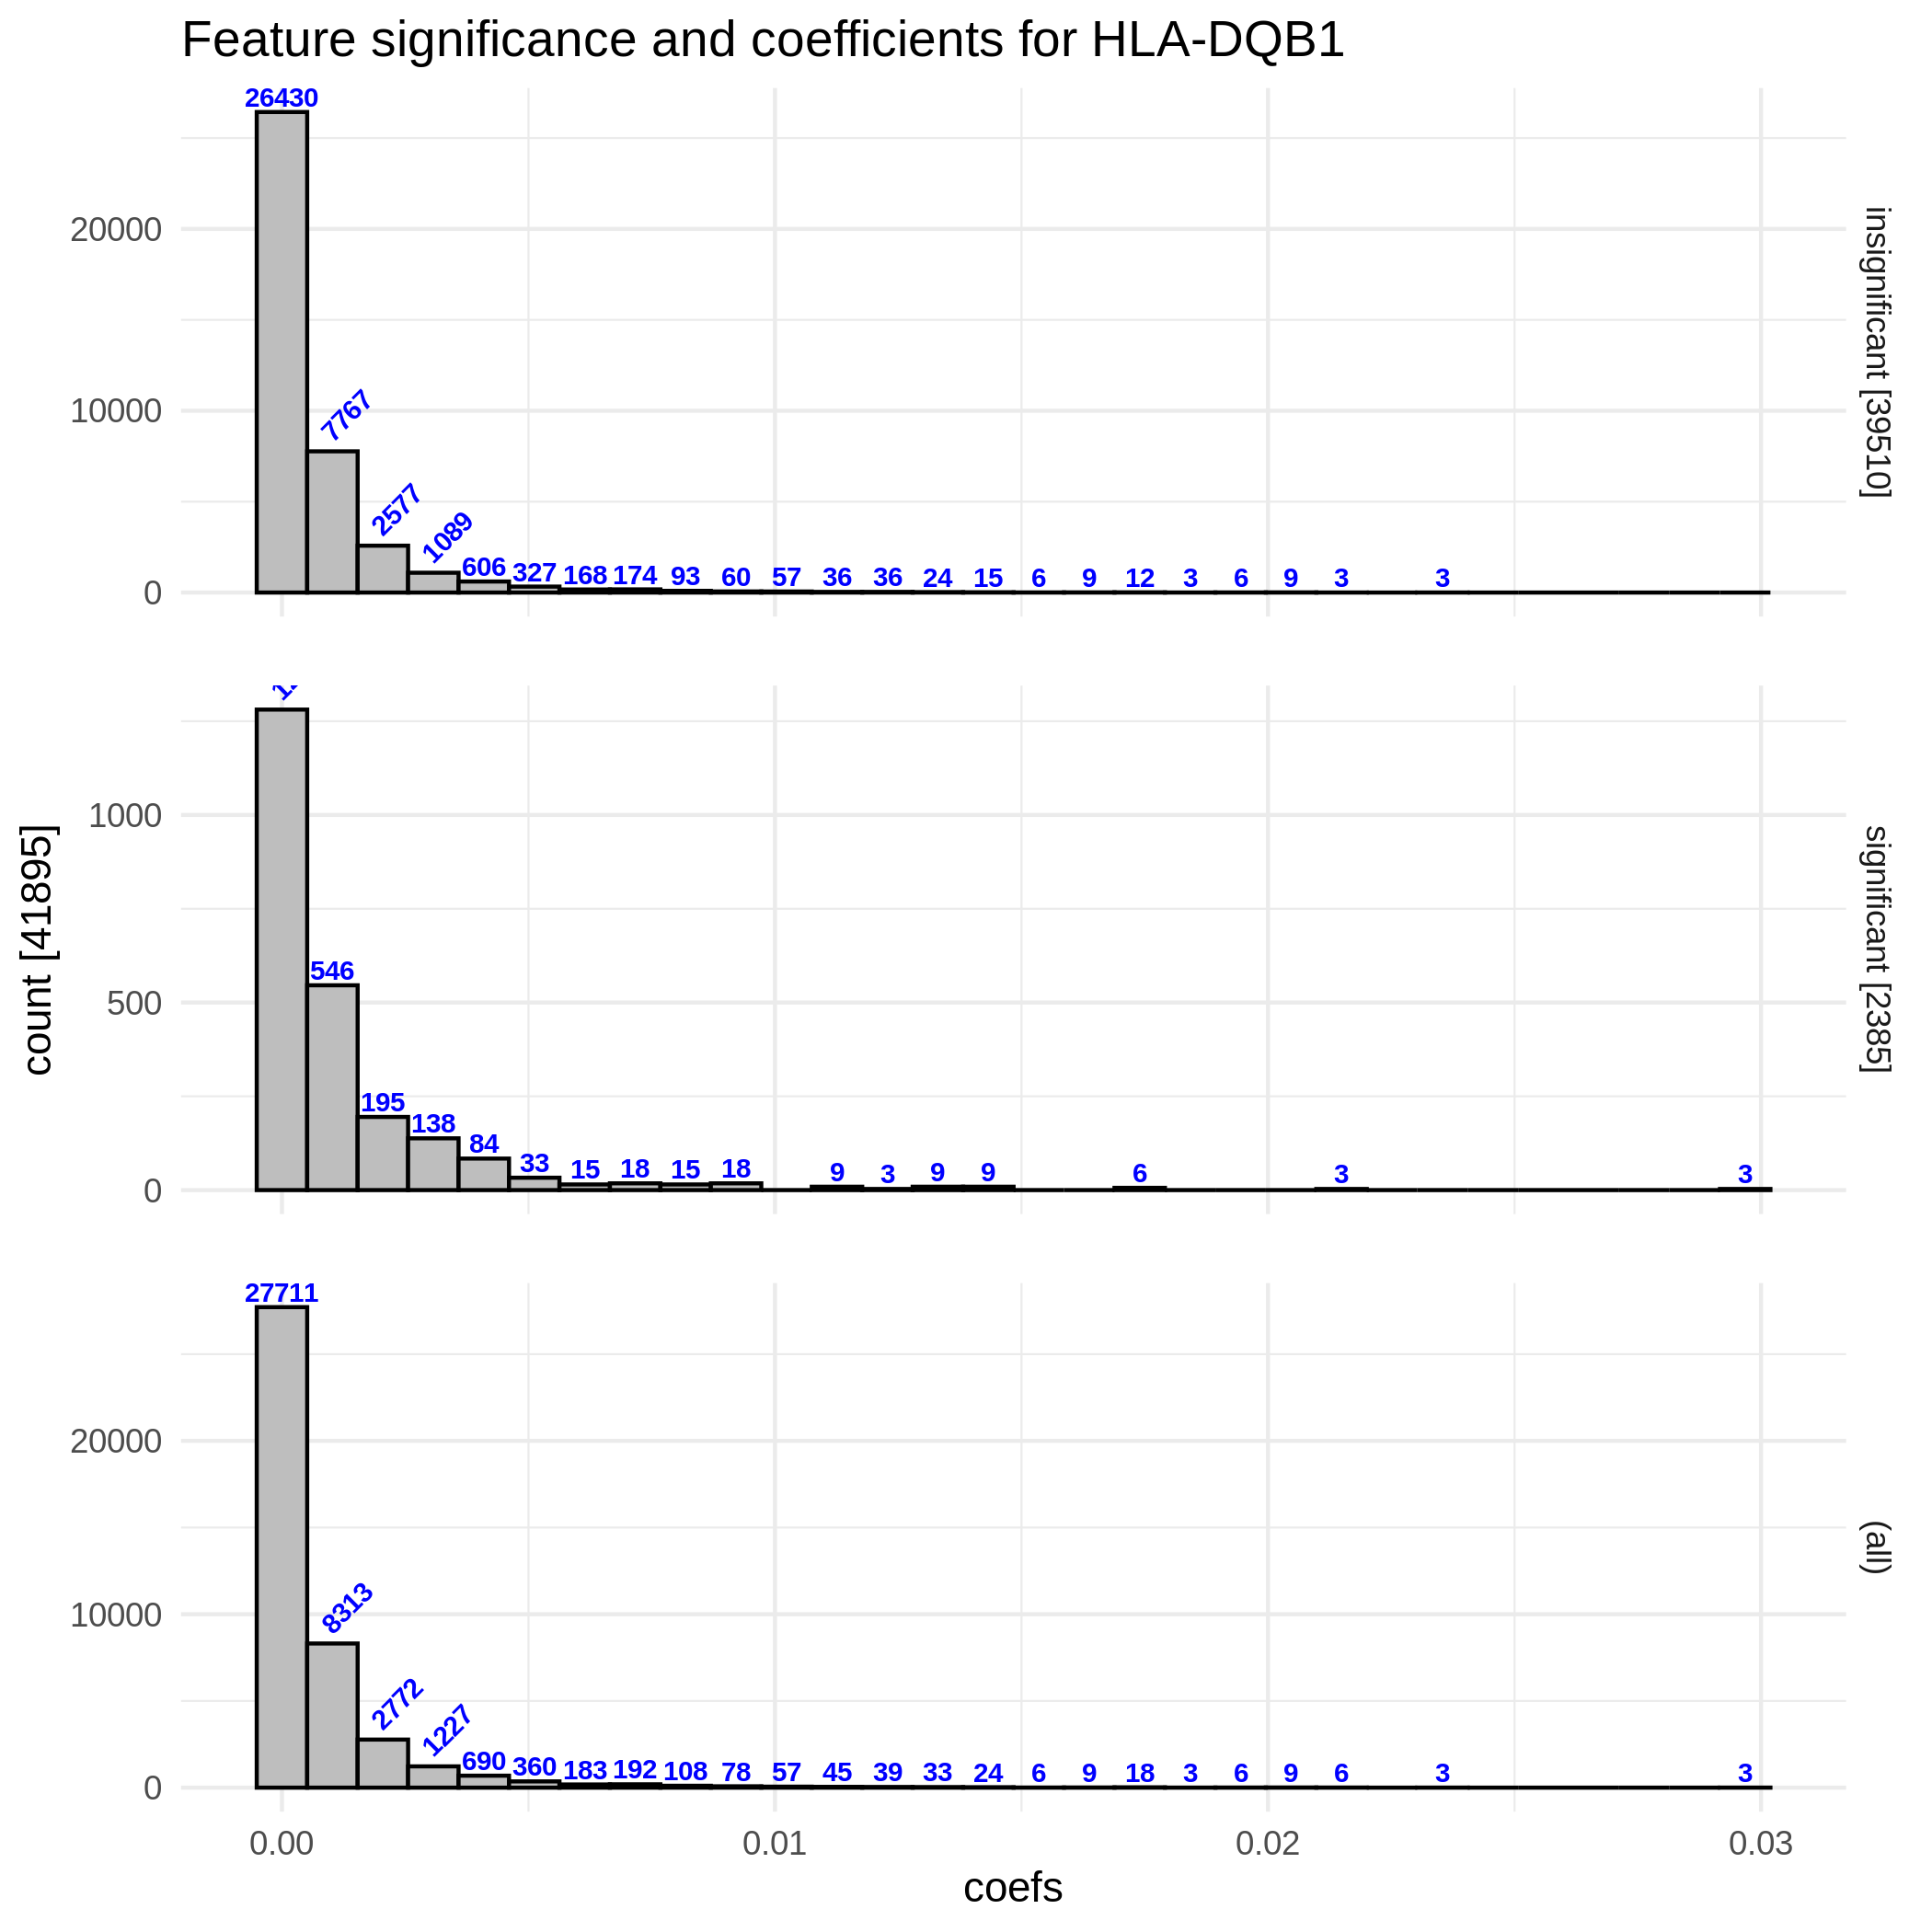 Feature significance and coefficients for HLA-DQB1
26430
20000
10000
0
7767
2577
1089
606 327 168 174 93 60 57 36 36 24 15 6 9 12 3 6 9 3 3
insignificant [39510]
count [41895]
1000
500
0
546
195
138
84
33
15 18 15 18 9 3 9 9 6 3 3
significant [2385]
27711
20000
10000
0
8313
2772
1227
690 360 183 192 108 78 57 45 39 33 24 6 9 18 3 6 9 6 3 3
(all)
0.00 0.01 0.02 0.03
coefs